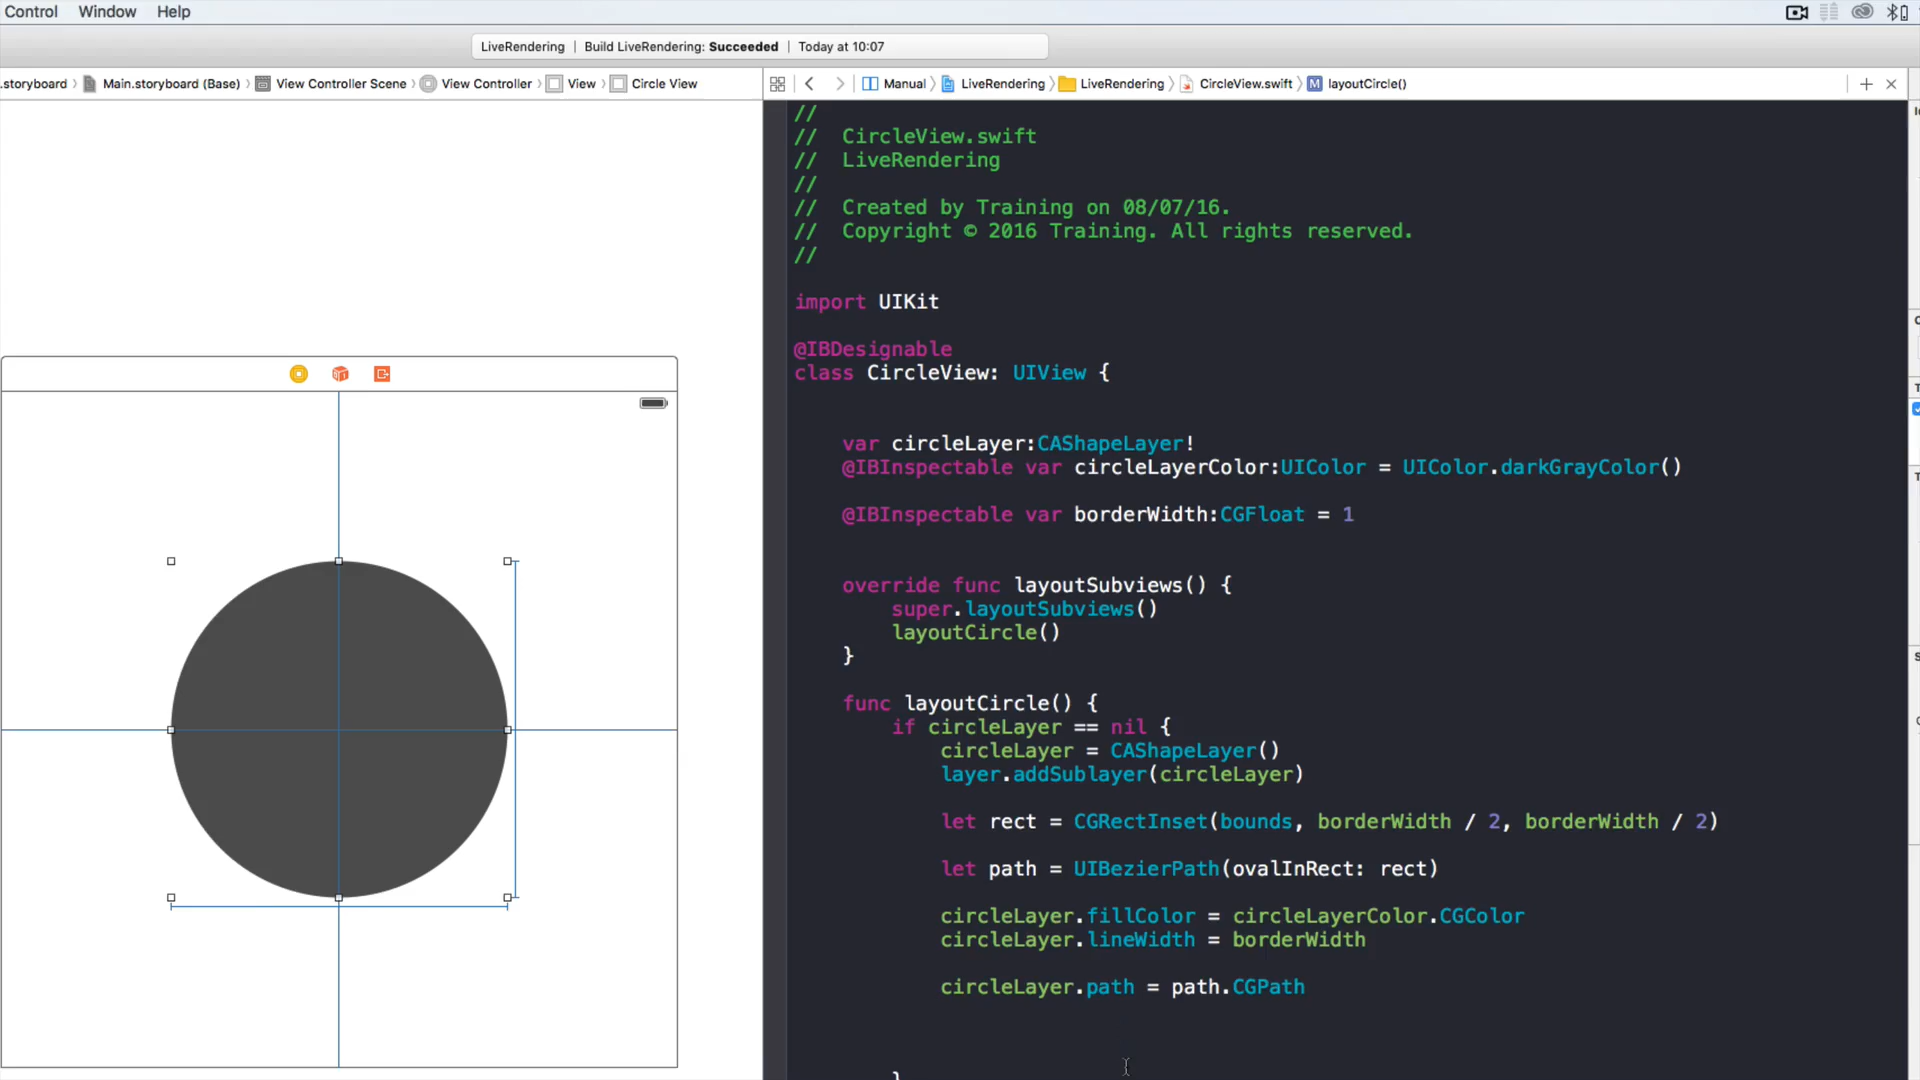 Control Window Help
LiveRendering | Build LiveRendering: Succeeded | Today at 10:07
.storyboard Main.storyboard (Base) View Controller Scene View Controller View Circle View
Manual LiveRendering LiveRendering CircleView.swift M layoutCircle()
//
// CircleView.swift
// LiveRendering
//
// Created by Training on 08/07/16.
// Copyright © 2016 Training. All rights reserved.
//
import UIKit
@IBDesignable
class CircleView: UIView {
var circleLayer:CAShapeLayer!
@IBInspectable var circleLayerColor:UIColor = UIColor.darkGrayColor()
@IBInspectable var borderWidth:CGFloat = 1
override func layoutSubviews() {
super.layoutSubviews()
layoutCircle()
}
func layoutCircle() {
if circleLayer == nil {
circleLayer = CAShapeLayer()
layer.addSublayer(circleLayer)
let rect = CGRectInset(bounds, borderWidth / 2, borderWidth / 2)
let path = UIBezierPath(ovalInRect: rect)
circleLayer.fillColor = circleLayerColor.CGColor
circleLayer.lineWidth = borderWidth
circleLayer.path = path.CGPath
}